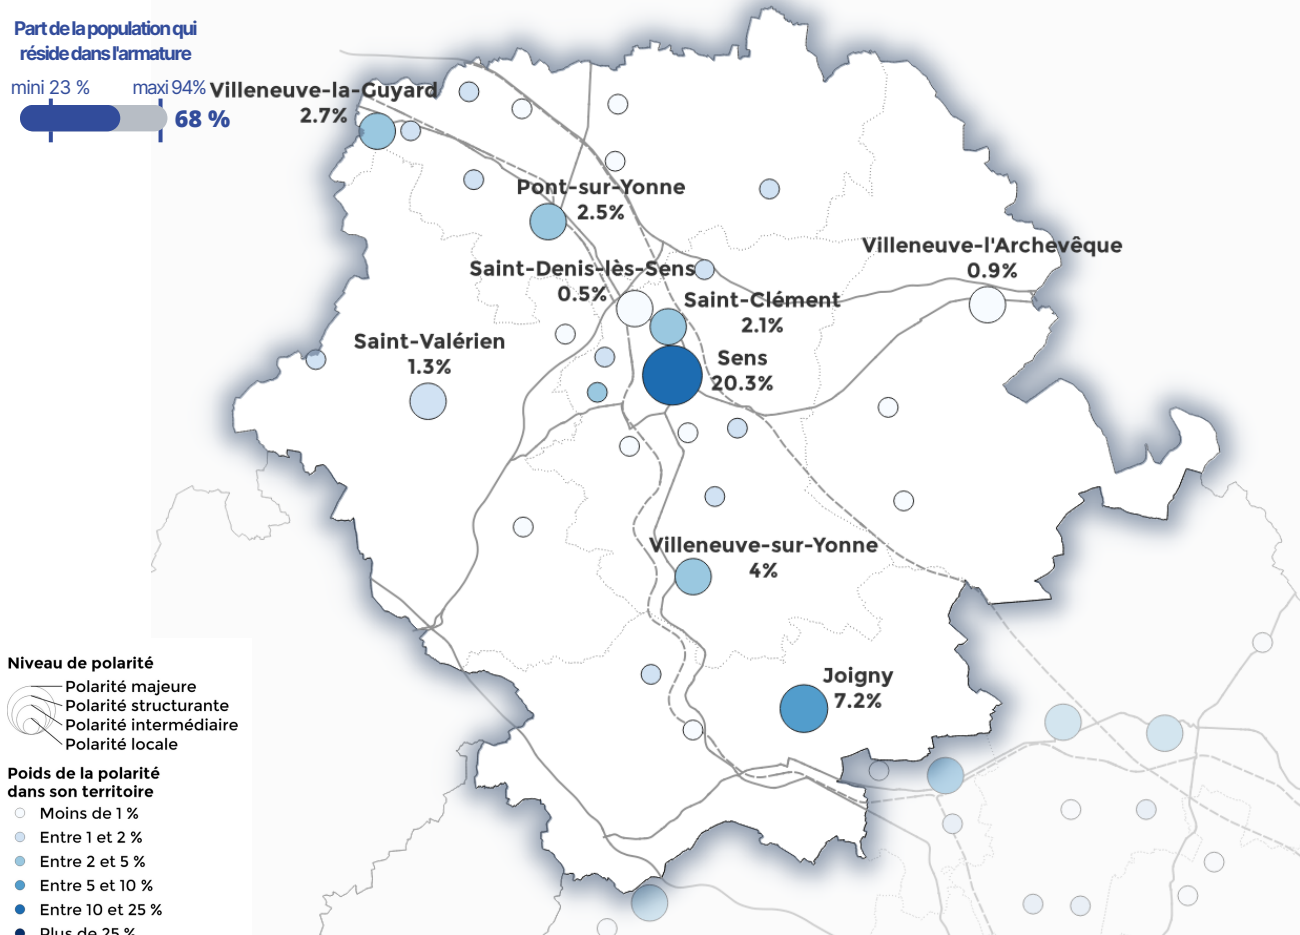 Part de la population qui
réside dans l'armature
mini 23 %
maxi 94%
68 %
Villeneuve-la-Guyard
2.7%
Pont-sur-Yonne
2.5%
Villeneuve-l'Archevêque
0.9%
Saint-Denis-lès-Sens
0.5%
Saint-Clément
2.1%
Saint-Valérien
1.3%
Sens
20.3%
Villeneuve-sur-Yonne
4%
Joigny
7.2%
Niveau de polarité
Polarité majeure
Polarité structurante
Polarité intermédiaire
Polarité locale
Poids de la polarité
dans son territoire
Moins de 1 %
Entre 1 et 2 %
Entre 2 et 5 %
Entre 5 et 10 %
Entre 10 et 25 %
Plus de 25 %